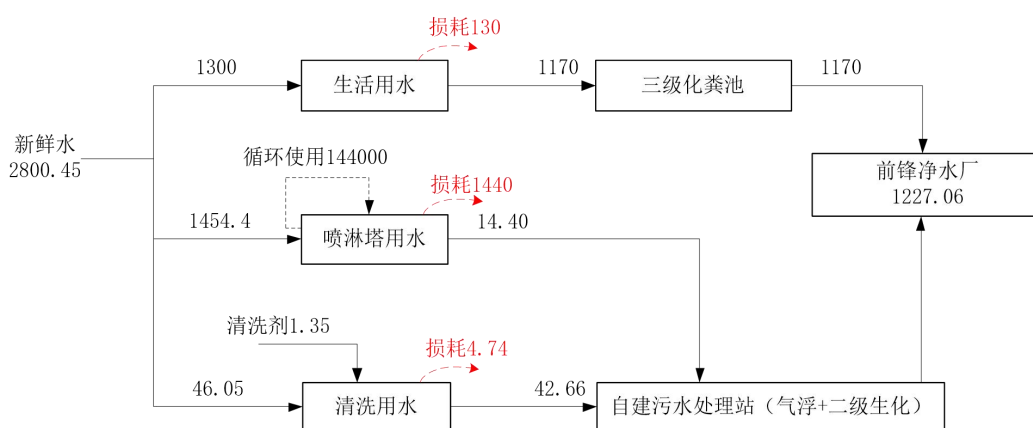 损耗130
1300
生活用水
1170
三级化粪池
1170
新鲜水
2800.45
循环使用144000
损耗1440
前锋净水厂
1227.06
1454.4
喷淋塔用水
14.40
清洗剂1.35
损耗4.74
46.05
清洗用水
42.66
自建污水处理站（气浮+二级生化）